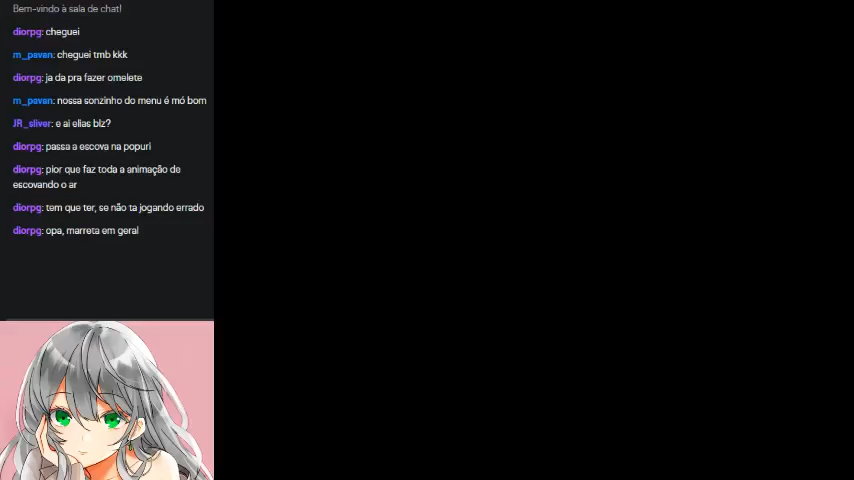 Bem-vindo à sala de chat!
diorpg: cheguei
m_pavan: cheguei tmb kkk
diorpg: ja da pra fazer omelete
m_pavan: nossa sonzinho do menu é mó bom
JR_sliver: e ai elias blz?
diorpg: passa a escova na popuri
diorpg: pior que faz toda a animação de
escovando o ar
diorpg: tem que ter, se não ta jogando errado
diorpg: opa, marreta em geral